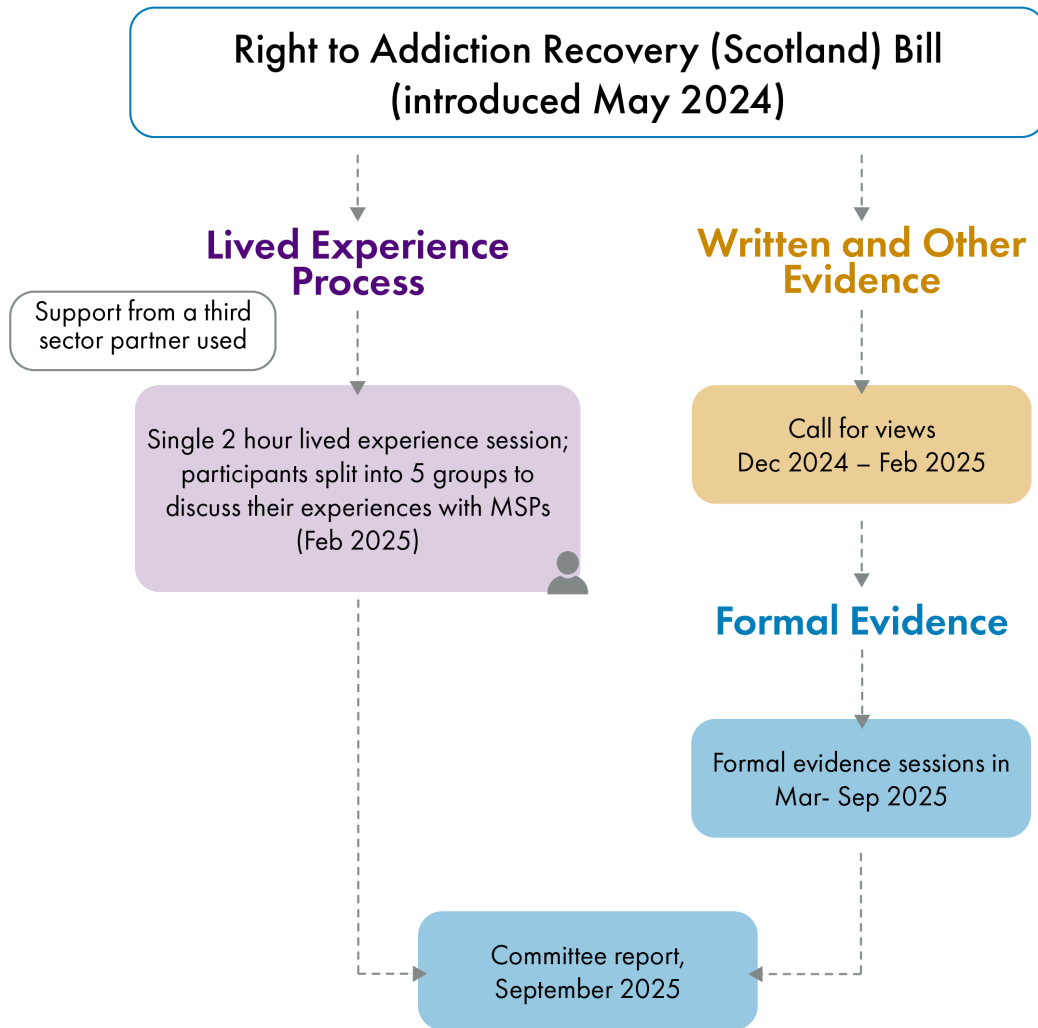 Right to Addiction Recovery (Scotland) Bill
(introduced May 2024)
Lived Experience
Process
Support from a third
sector partner used
Single 2 hour lived experience session;
participants split into 5 groups to
discuss their experiences with MSPs
(Feb 2025)
Written and Other
Evidence
Call for views
Dec 2024 – Feb 2025
Formal Evidence
Formal evidence sessions in
Mar- Sep 2025
Committee report,
September 2025